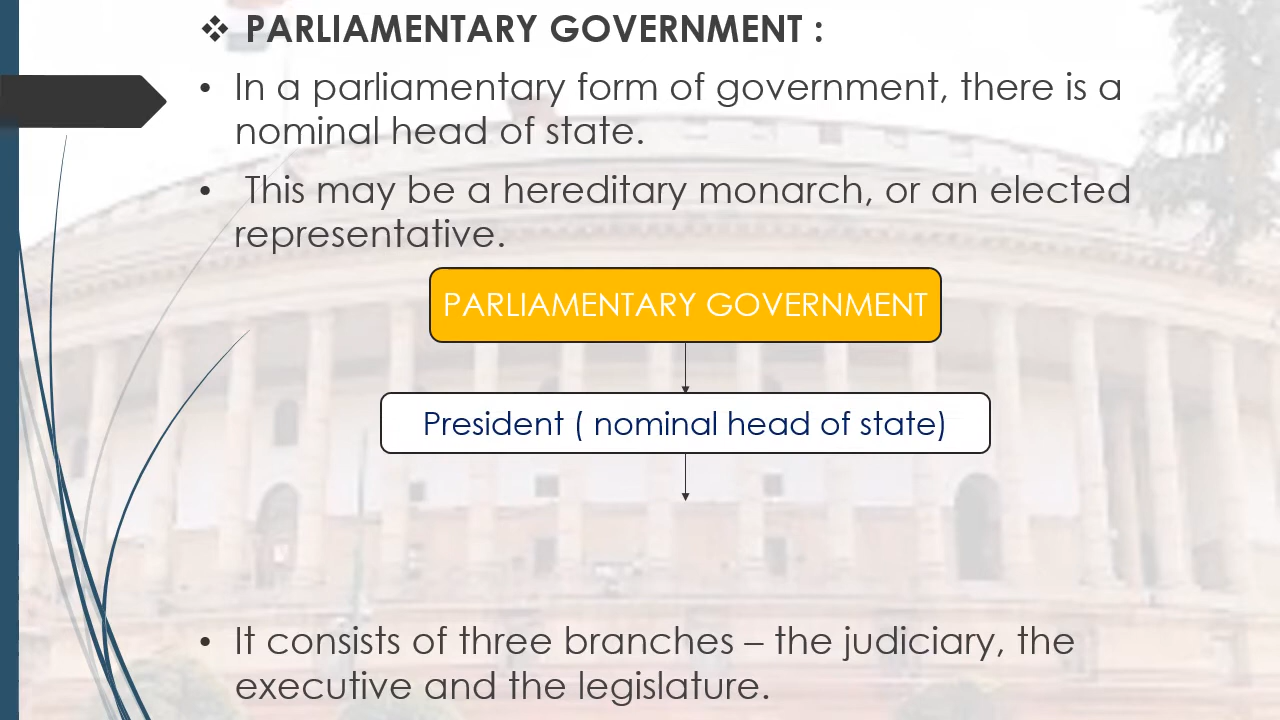 ❖ PARLIAMENTARY GOVERNMENT :
• In a parliamentary form of government, there is a
nominal head of state.
• This may be a hereditary monarch, or an elected
representative.
PARLIAMENTARY GOVERNMENT
President ( nominal head of state)
• It consists of three branches – the judiciary, the
executive and the legislature.